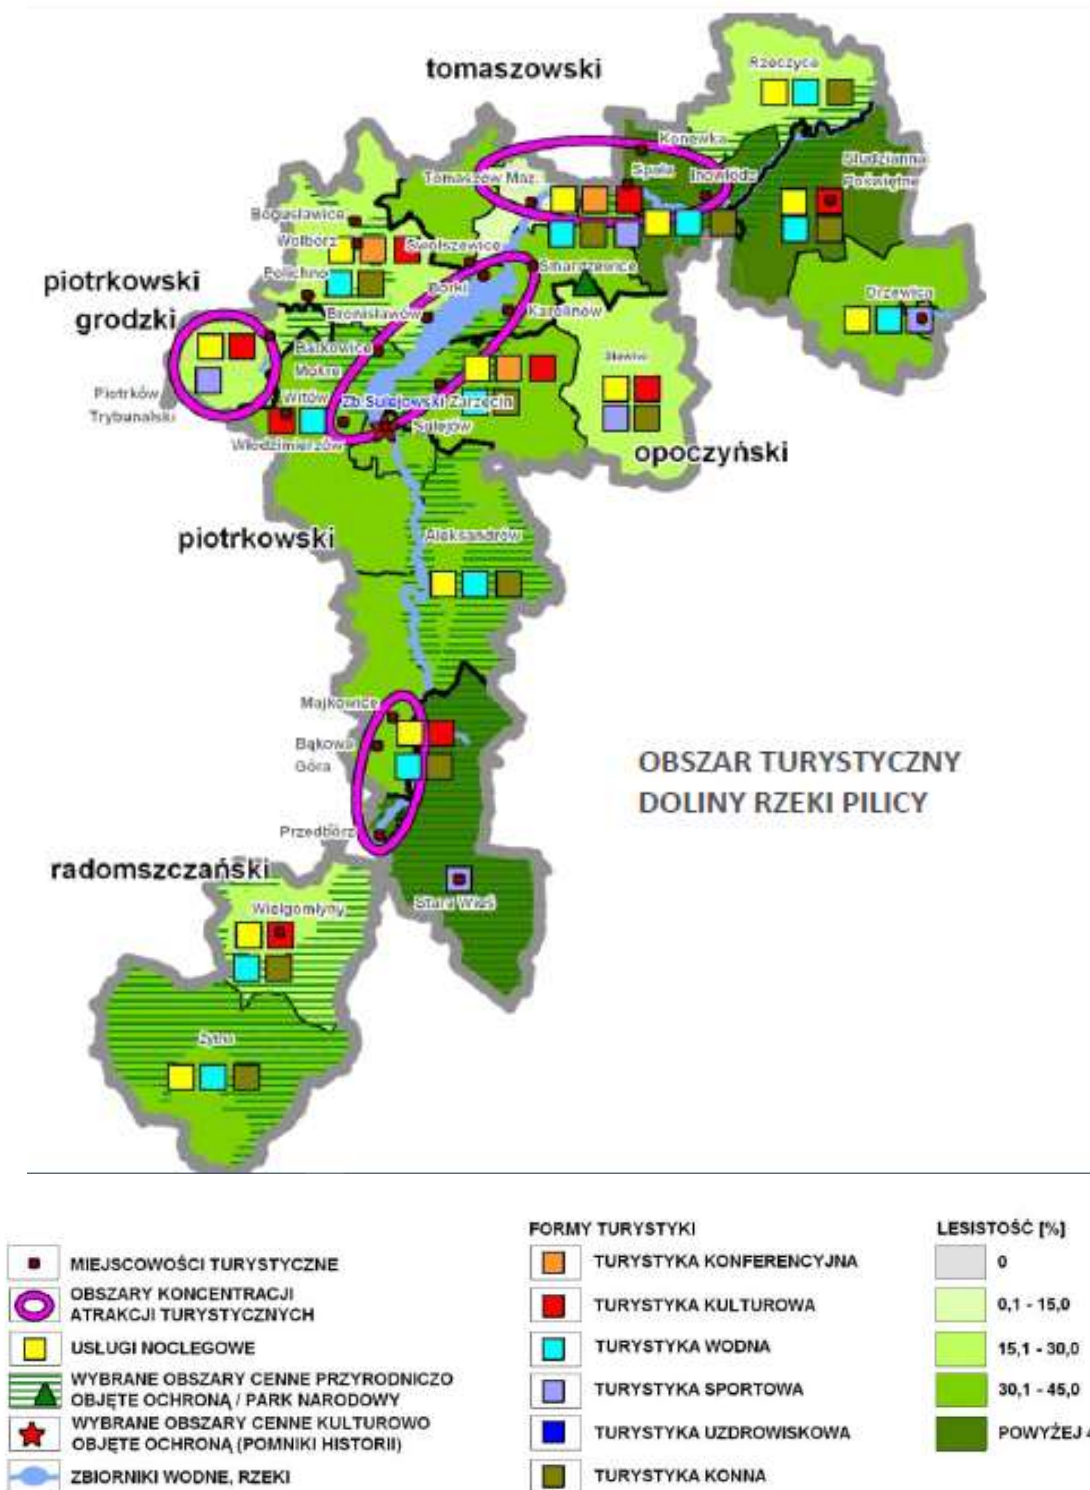 tomaszowski
Rzeczyca
Konewka
Studzianna
Poświętne
Spała
Inowłódz
Tomaszów Maz.
Bogusławice
Wolbórz
Swolszewice
Polichno
Borki
Smardzewice
piotrkowski
grodzki
Drzewica
Bronisławów
Karolinów
Barkowice
Mokre
Sławno
Piotrków
Trybunalski
Witów
Zb. Sulejowski
Zarzęcin
Sulejów
Włodzimierzów
opoczyński
piotrkowski
Aleksandrów
Majkowice
Bąkowa
Góra
OBSZAR TURYSTYCZNY
DOLINY RZEKI PILICY
Przedbórz
radomszczański
Stara Wieś
Wielgomłyny
Żytno
MIEJSCOWOŚCI TURYSTYCZNE
OBSZARY KONCENTRACJI
ATRAKCJI TURYSTYCZNYCH
USŁUGI NOCLEGOWE
WYBRANE OBSZARY CENNE PRZYRODNICZO
OBJĘTE OCHRONĄ / PARK NARODOWY
WYBRANE OBSZARY CENNE KULTUROWO
OBJĘTE OCHRONĄ (POMNIKI HISTORII)
ZBIORNIKI WODNE, RZEKI
FORMY TURYSTYKI
TURYSTYKA KONFERENCYJNA
TURYSTYKA KULTUROWA
TURYSTYKA WODNA
TURYSTYKA SPORTOWA
TURYSTYKA UZDROWISKOWA
TURYSTYKA KONNA
LESISTOŚĆ [%]
0
0,1 - 15,0
15,1 - 30,0
30,1 - 45,0
POWYŻEJ 4